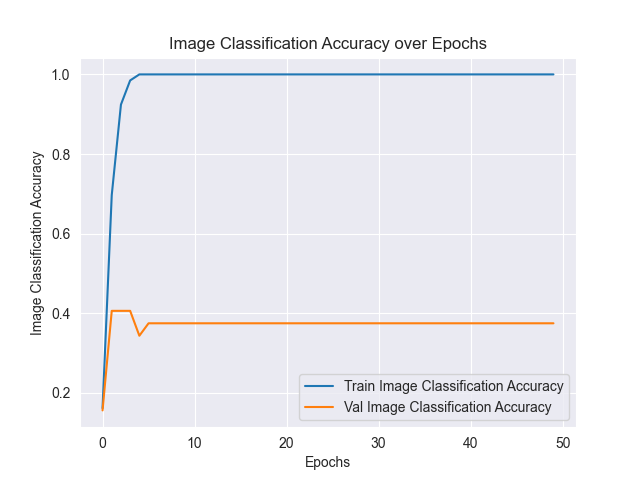 Image Classification Accuracy over Epochs
Image Classification Accuracy
1.0
0.8
0.6
0.4
0.2
Train Image Classification Accuracy
Val Image Classification Accuracy
0 10 20 30 40 50
Epochs